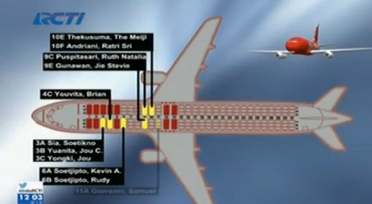 RCTI
10E Thekusuma, The Meiji
10F Andriani, Ratri Sri
9C Puspitasari, Ruth Natalia
9E Gunawan, Jie Stevie
4C Youvita, Brian
3A Sia, Soetikno
3B Yuanita, Jou C.
3C Yongki, Jou
6A Soetjipto, Kevin A.
6B Soetjipto, Rudy
11A Giovanni, Samuel
sindoRCTI
12 03